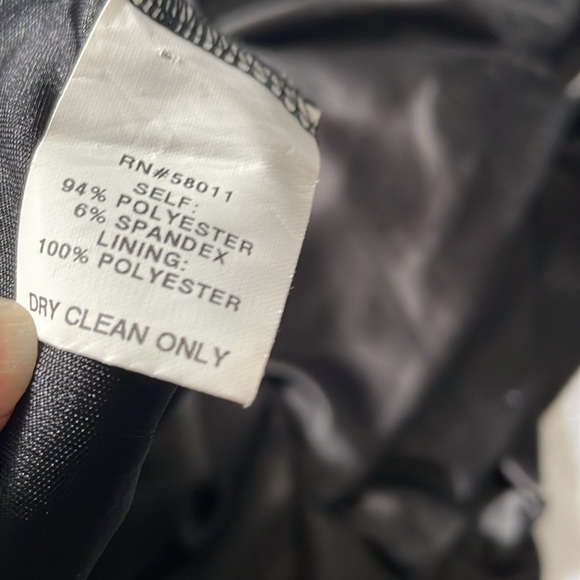 RN#58011
SELF:
94% POLYESTER
6% SPANDEX
LINING:
100% POLYESTER
DRY CLEAN ONLY